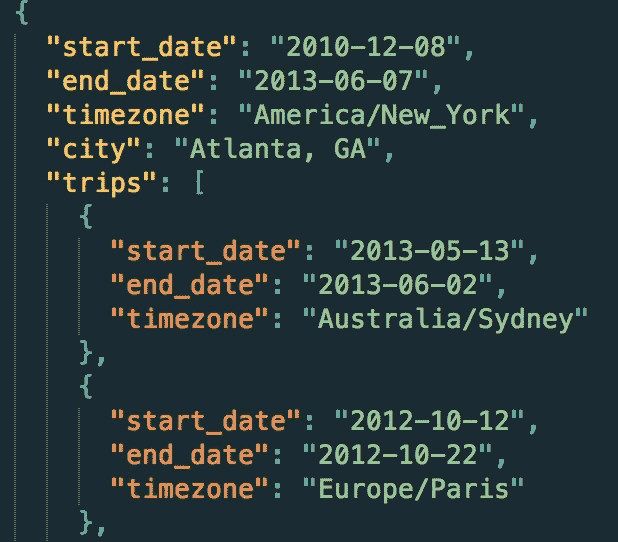 {
"start_date": "2010-12-08",
"end_date": "2013-06-07",
"timezone": "America/New_York",
"city": "Atlanta, GA",
"trips": [
{
"start_date": "2013-05-13",
"end_date": "2013-06-02",
"timezone": "Australia/Sydney"
},
{
"start_date": "2012-10-12",
"end_date": "2012-10-22",
"timezone": "Europe/Paris"
},